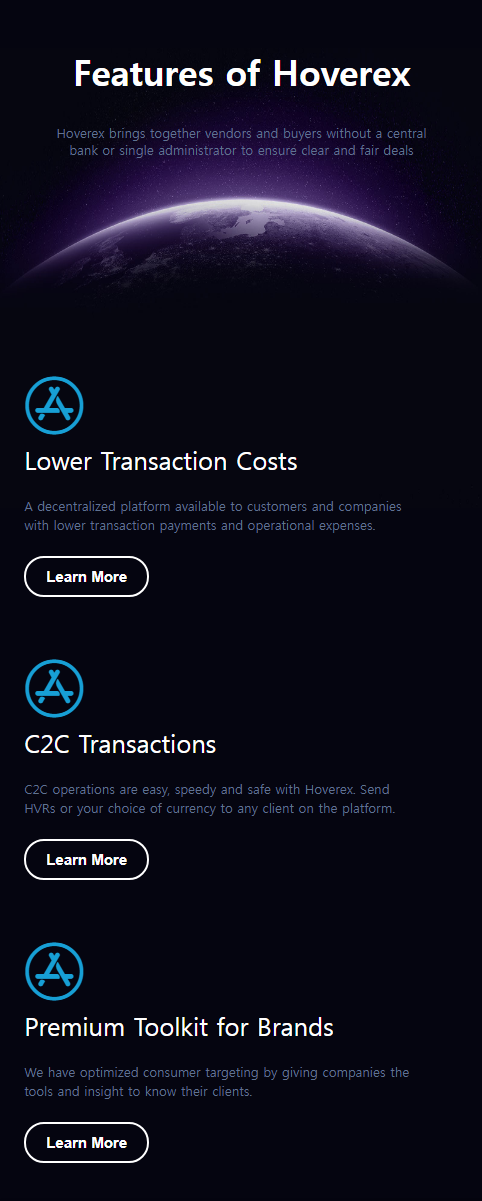 Features of Hoverex
Hoverex brings together vendors and buyers without a central
bank or single administrator to ensure clear and fair deals
Lower Transaction Costs
A decentralized platform available to customers and companies
with lower transaction payments and operational expenses.
Learn More
C2C Transactions
C2C operations are easy, speedy and safe with Hoverex. Send
HVRs or your choice of currency to any client on the platform.
Learn More
Premium Toolkit for Brands
We have optimized consumer targeting by giving companies the
tools and insight to know their clients.
Learn More